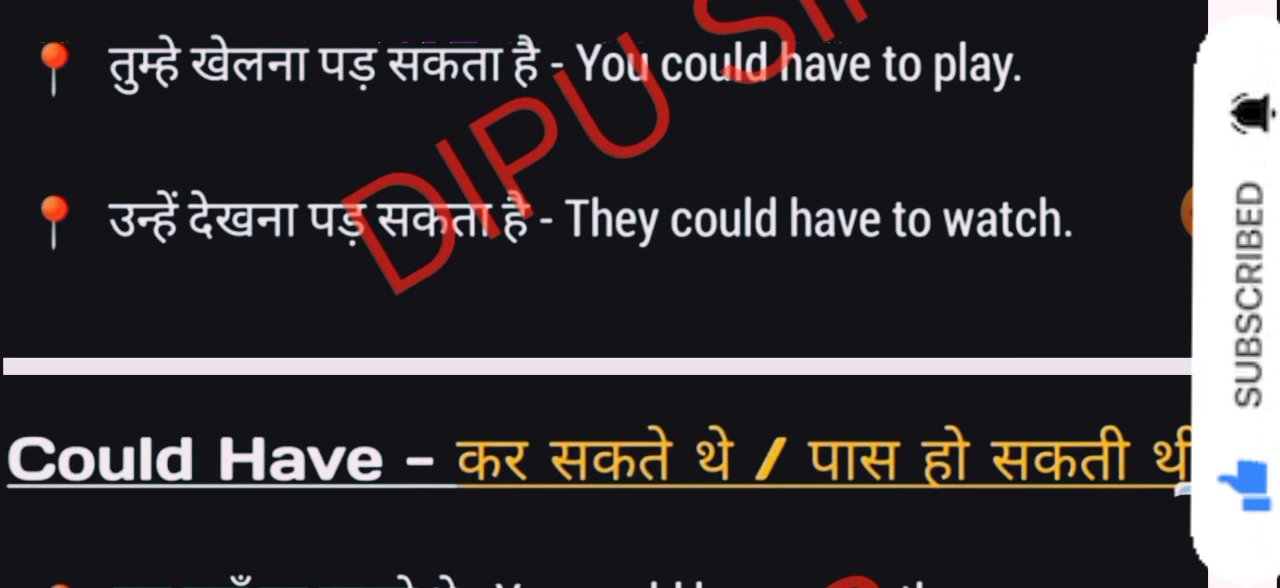 तुम्हे खेलना पड़ सकता है - You could have to play.
उन्हें देखना पड़ सकता है - They could have to watch.
DIPU
Could Have - कर सकते थे / पास हो सकती थी
SUBSCRIBED